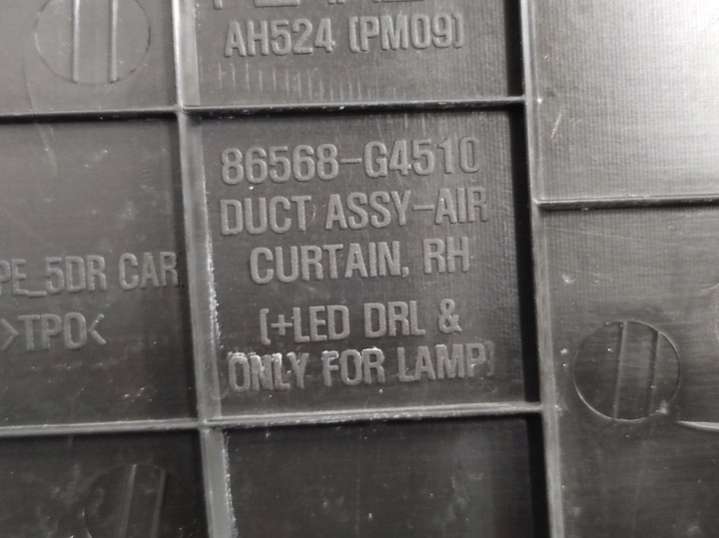 AH524 (PM09)
86568-G4510
DUCT ASSY-AIR
CURTAIN, RH
(+LED DRL &
ONLY FOR LAMP)
PE_5DR CAR
>TPO<